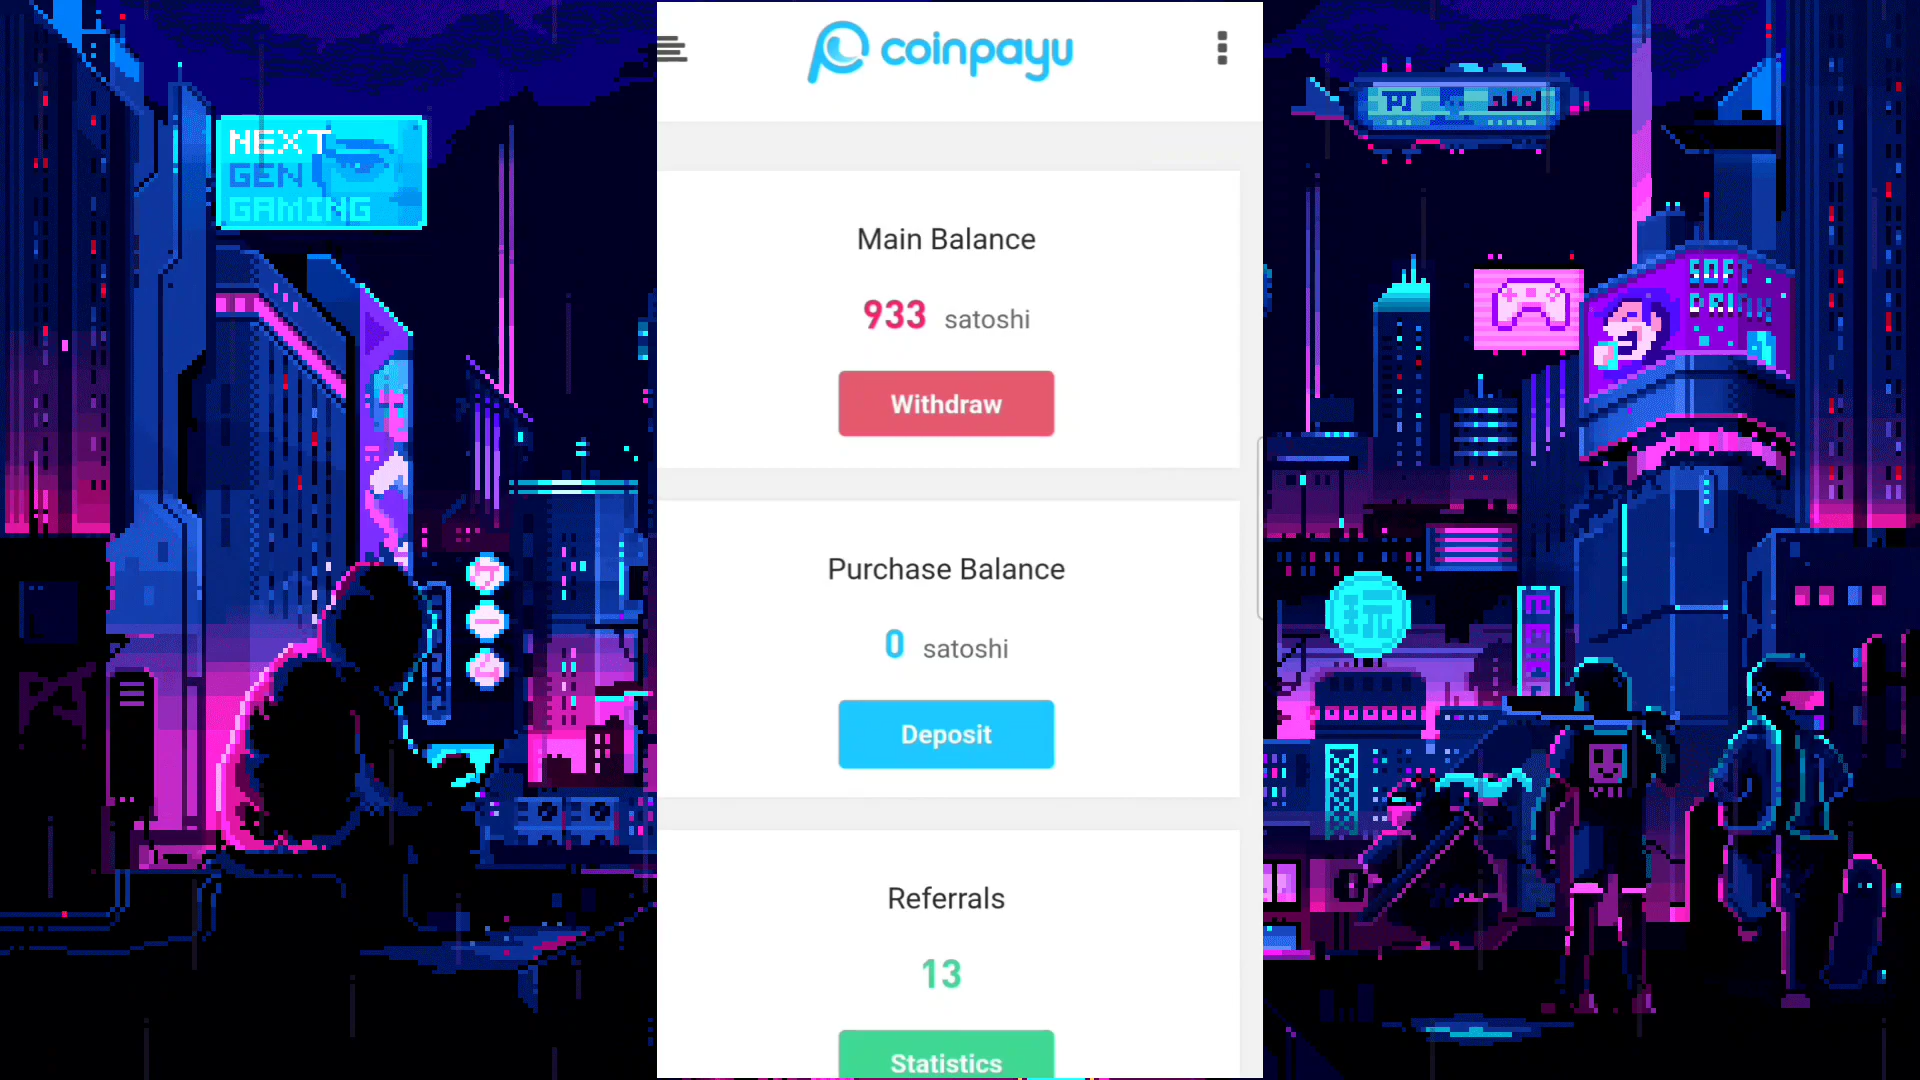 NEXT
GEN
GAMING
coinpayu
Main Balance
933 satoshi
Withdraw
Purchase Balance
0 satoshi
Deposit
Referrals
13
Statistics